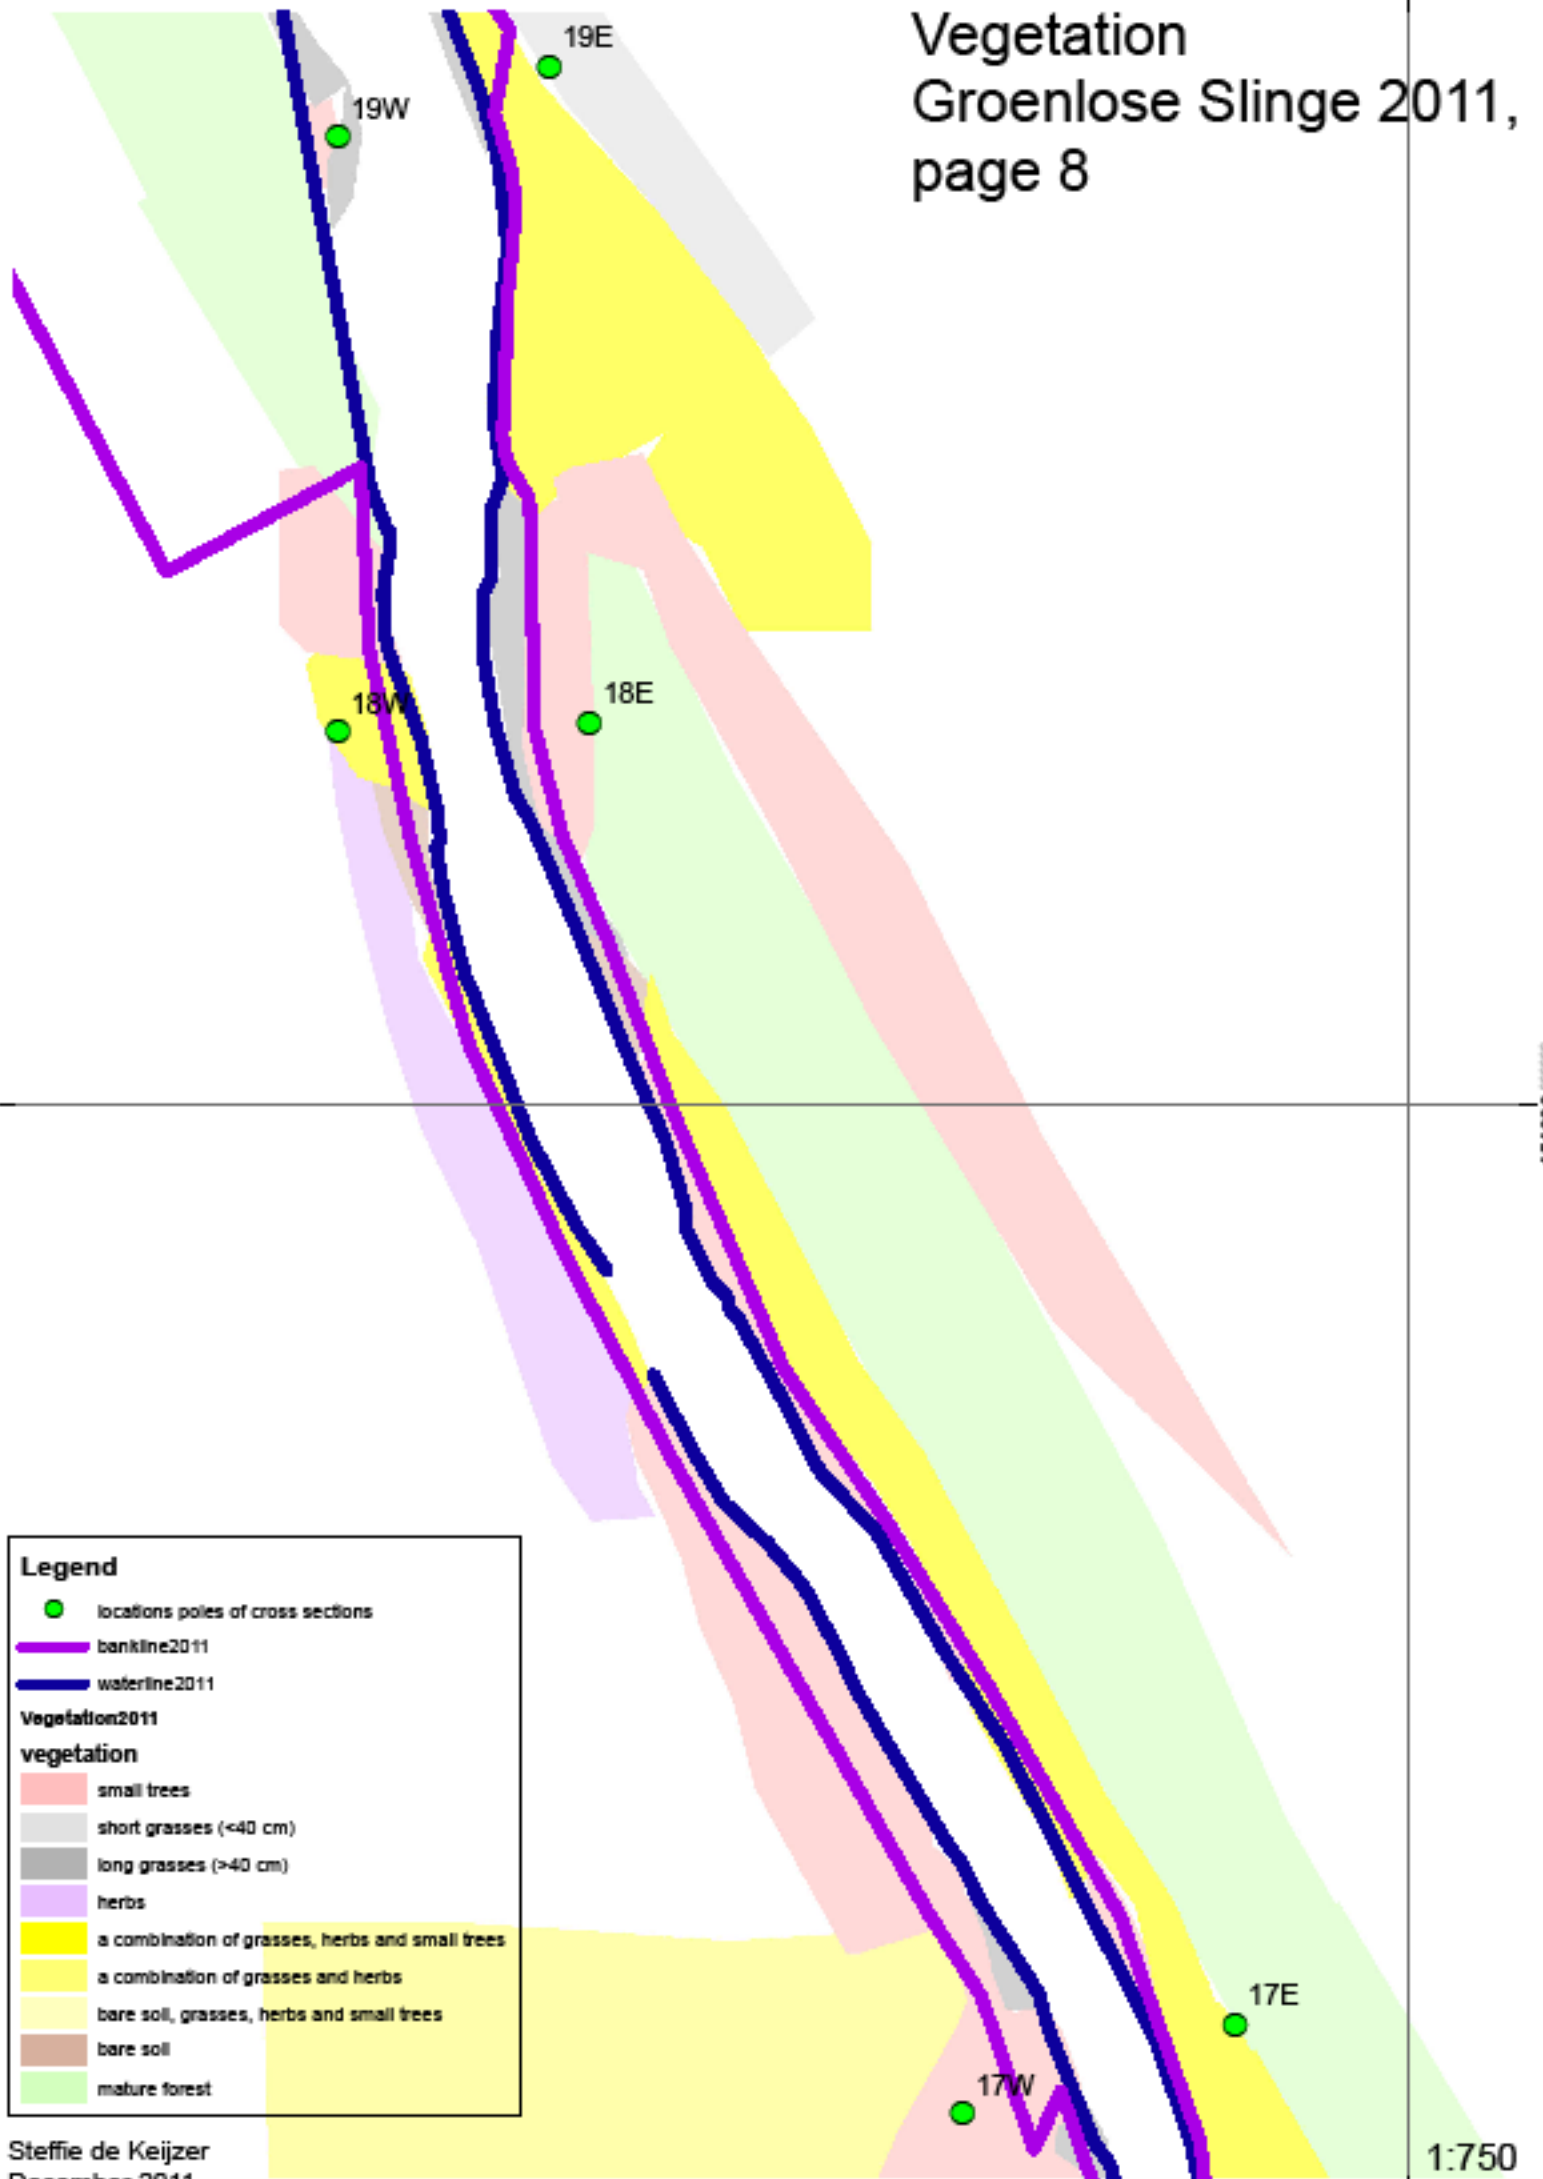 Vegetation
Groenlose Slinge 2011,
page 8
19E
19W
18E
18W
17E
17W
Legend
locations poles of cross sections
bankline2011
waterline2011
Vegetation2011
vegetation
small trees
short grasses (<40 cm)
long grasses (>40 cm)
herbs
a combination of grasses, herbs and small trees
a combination of grasses and herbs
bare soil, grasses, herbs and small trees
bare soil
mature forest
Steffie de Keijzer
December 2011
1:750